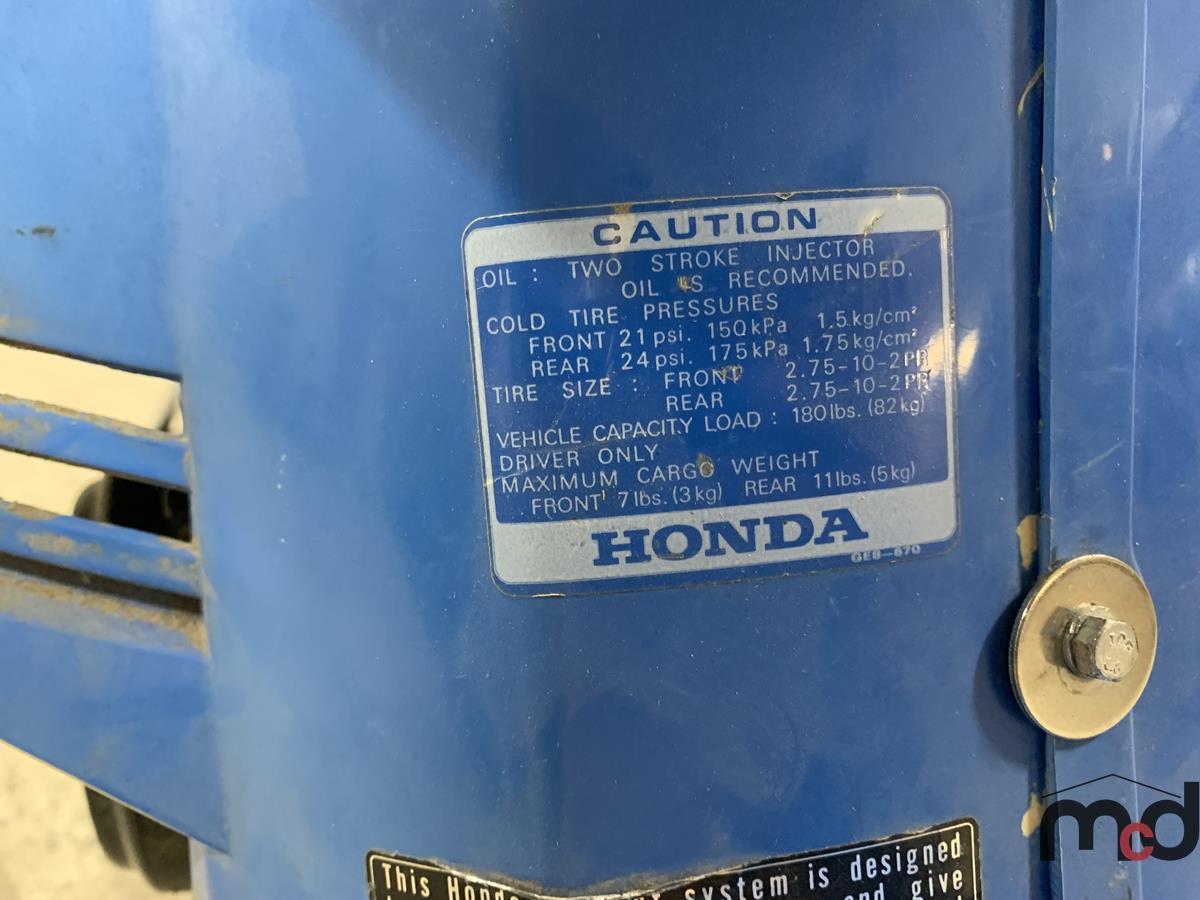 CAUTION
OIL : TWO STROKE INJECTOR
OIL IS RECOMMENDED.
COLD TIRE PRESSURES
FRONT 21 psi. 150 kPa 1.5 kg/cm²
REAR 24 psi. 175 kPa 1.75 kg/cm²
TIRE SIZE : FRONT 2.75-10-2PR
REAR 2.75-10-2PR
VEHICLE CAPACITY LOAD : 180 lbs. (82 kg)
DRIVER ONLY
MAXIMUM CARGO WEIGHT
FRONT 7 lbs. (3 kg) REAR 11 lbs. (5 kg)
HONDA
GE8-670
This Honda system is designed
and give
mcd